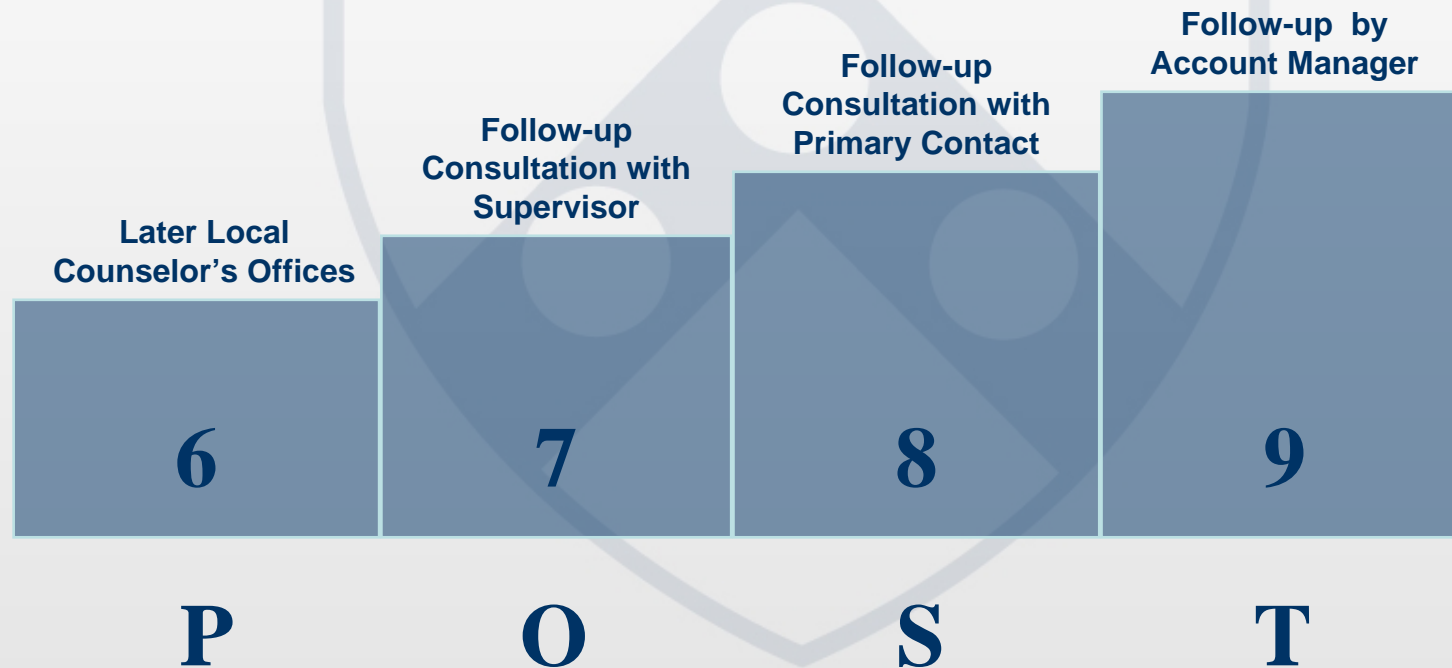 Later Local
Counselor’s Offices
Follow-up
Consultation with
Supervisor
Follow-up
Consultation with
Primary Contact
Follow-up by
Account Manager
6 7 8 9
P O S T